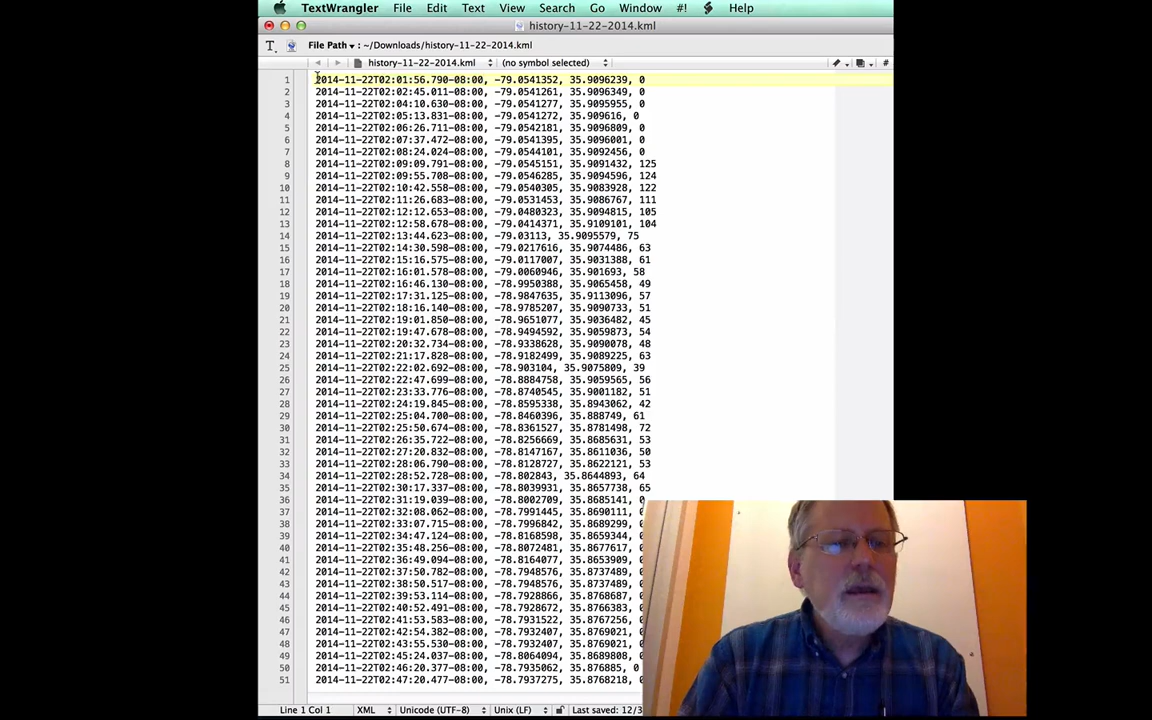 TextWrangler File Edit Text View Search Go Window #! Help
history-11-22-2014.kml
File Path : ~/Downloads/history-11-22-2014.kml
history-11-22-2014.kml (no symbol selected)
1 2014-11-22T02:01:56.790-08:00, -79.0541352, 35.9096239, 0
2 2014-11-22T02:02:45.011-08:00, -79.0541261, 35.9096349, 0
3 2014-11-22T02:04:10.630-08:00, -79.0541277, 35.9095955, 0
4 2014-11-22T02:05:13.831-08:00, -79.0541272, 35.909616, 0
5 2014-11-22T02:06:26.711-08:00, -79.0542181, 35.9096809, 0
6 2014-11-22T02:07:37.472-08:00, -79.0541395, 35.9096001, 0
7 2014-11-22T02:08:24.024-08:00, -79.0544101, 35.9092456, 0
8 2014-11-22T02:09:09.791-08:00, -79.0545151, 35.9091432, 125
9 2014-11-22T02:09:55.708-08:00, -79.0546285, 35.9094596, 124
10 2014-11-22T02:10:42.558-08:00, -79.0540305, 35.9083928, 122
11 2014-11-22T02:11:26.683-08:00, -79.0531453, 35.9086767, 111
12 2014-11-22T02:12:12.653-08:00, -79.0480323, 35.9094815, 105
13 2014-11-22T02:12:58.678-08:00, -79.0414371, 35.9109101, 104
14 2014-11-22T02:13:44.623-08:00, -79.03113, 35.9095579, 75
15 2014-11-22T02:14:30.598-08:00, -79.0217616, 35.9074486, 63
16 2014-11-22T02:15:16.575-08:00, -79.0117007, 35.9031388, 61
17 2014-11-22T02:16:01.578-08:00, -79.0060946, 35.901693, 58
18 2014-11-22T02:16:46.130-08:00, -78.9950388, 35.9065458, 49
19 2014-11-22T02:17:31.125-08:00, -78.9847635, 35.9113096, 57
20 2014-11-22T02:18:16.140-08:00, -78.9785207, 35.9090733, 51
21 2014-11-22T02:19:01.850-08:00, -78.9651077, 35.9036482, 45
22 2014-11-22T02:19:47.678-08:00, -78.9494592, 35.9059873, 54
23 2014-11-22T02:20:32.734-08:00, -78.9338628, 35.9090078, 48
24 2014-11-22T02:21:17.828-08:00, -78.9182499, 35.9089225, 63
25 2014-11-22T02:22:02.692-08:00, -78.903104, 35.9075809, 39
26 2014-11-22T02:22:47.699-08:00, -78.8884758, 35.9059565, 56
27 2014-11-22T02:23:33.776-08:00, -78.8740545, 35.9001182, 51
28 2014-11-22T02:24:19.845-08:00, -78.8595338, 35.8943062, 42
29 2014-11-22T02:25:04.700-08:00, -78.8460396, 35.888749, 61
30 2014-11-22T02:25:50.674-08:00, -78.8361527, 35.8781498, 72
31 2014-11-22T02:26:35.722-08:00, -78.8256669, 35.8685631, 53
32 2014-11-22T02:27:20.832-08:00, -78.8147167, 35.8611036, 50
33 2014-11-22T02:28:06.790-08:00, -78.8128727, 35.8622121, 53
34 2014-11-22T02:28:52.728-08:00, -78.802843, 35.8644893, 64
35 2014-11-22T02:30:17.337-08:00, -78.8039931, 35.8657738, 65
36 2014-11-22T02:31:19.039-08:00, -78.8002709, 35.8685141, 0
37 2014-11-22T02:32:08.062-08:00, -78.7991445, 35.8690111,
38 2014-11-22T02:33:07.715-08:00, -78.7996842, 35.8689299,
39 2014-11-22T02:34:47.124-08:00, -78.8168598, 35.8659344,
40 2014-11-22T02:35:48.256-08:00, -78.8072481, 35.8677617,
41 2014-11-22T02:36:49.094-08:00, -78.8164077, 35.8653909,
42 2014-11-22T02:37:50.782-08:00, -78.7948576, 35.8737489,
43 2014-11-22T02:38:50.517-08:00, -78.7948576, 35.8737489,
44 2014-11-22T02:39:53.114-08:00, -78.7928866, 35.8764988,
45 2014-11-22T02:40:52.491-08:00, -78.7928672, 35.8766383,
46 2014-11-22T02:41:53.583-08:00, -78.7931522, 35.8767256,
47 2014-11-22T02:42:54.382-08:00, -78.7932407, 35.8769021,
48 2014-11-22T02:43:55.530-08:00, -78.7932407, 35.8769021,
49 2014-11-22T02:45:24.037-08:00, -78.8064094, 35.8689808,
50 2014-11-22T02:46:20.377-08:00, -78.7935062, 35.876885, 0
51 2014-11-22T02:47:20.477-08:00, -78.7937275, 35.8768218,
Line 1 Col 1 XML Unicode (UTF-8) Unix (LF) Last saved: 12/3